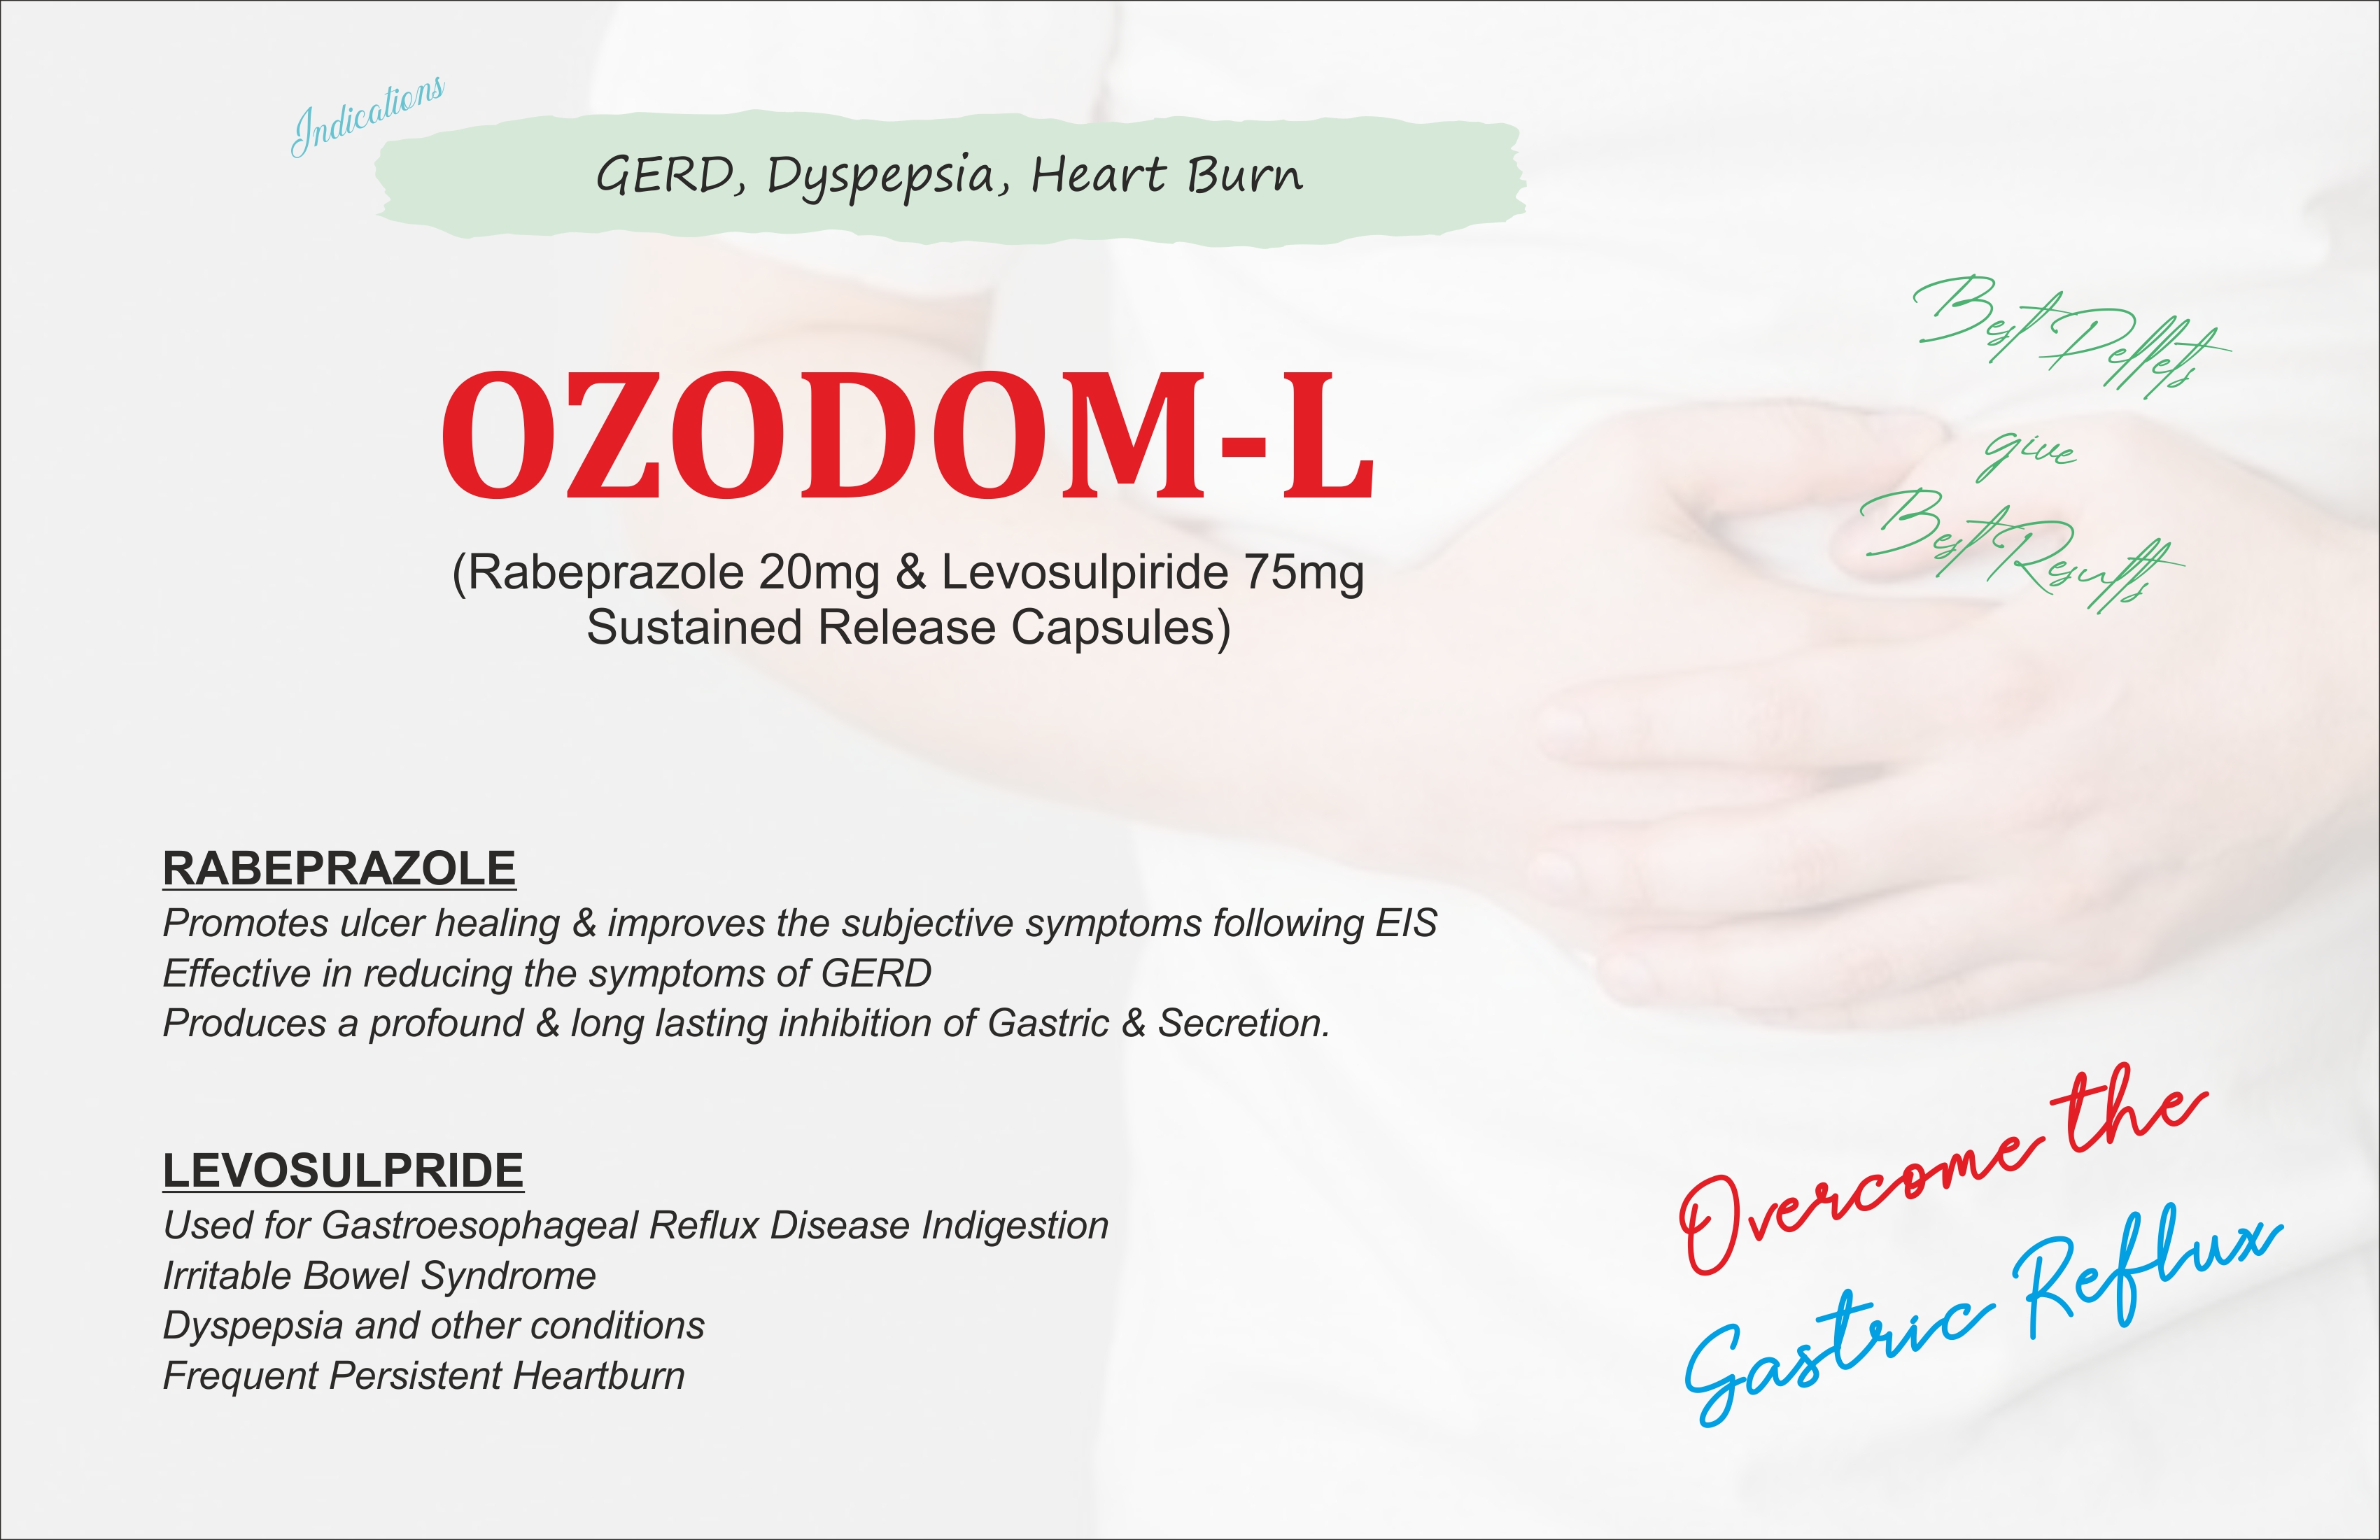 Indications
GERD, Dyspepsia, Heart Burn
OZODOM-L
(Rabeprazole 20mg & Levosulpiride 75mg
Sustained Release Capsules)
Best Pellets
give
Best Results
RABEPRAZOLE
Promotes ulcer healing & improves the subjective symptoms following EIS
Effective in reducing the symptoms of GERD
Produces a profound & long lasting inhibition of Gastric & Secretion.
LEVOSULPRIDE
Used for Gastroesophageal Reflux Disease Indigestion
Irritable Bowel Syndrome
Dyspepsia and other conditions
Frequent Persistent Heartburn
Overcome the
Gastric Reflux